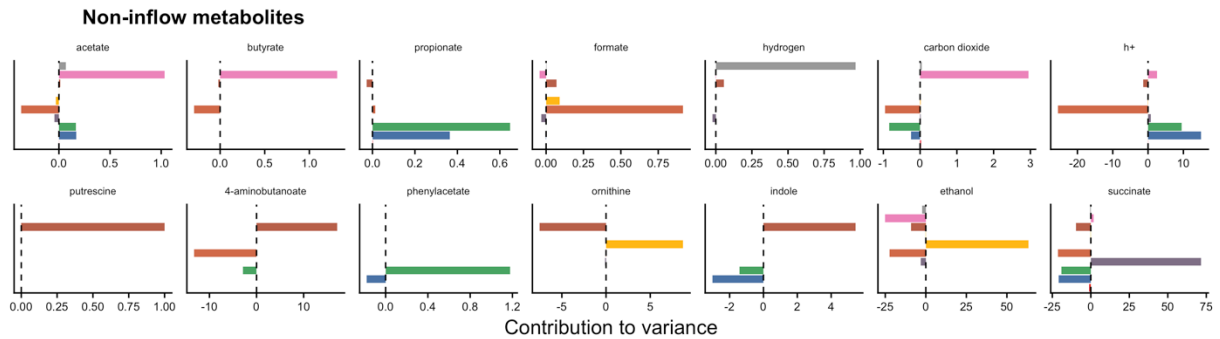 Non-inflow metabolites
acetate butyrate propionate formate hydrogen carbon dioxide h+
0.0 0.5 1.0 0.0 0.5 1.0 0.0 0.2 0.4 0.6 0.00 0.25 0.50 0.75 0.00 0.25 0.50 0.75 1.00 -1 0 1 2 3 -20 -10 0 10
putrescine 4-aminobutanoate phenylacetate ornithine indole ethanol succinate
0.00 0.25 0.50 0.75 1.00 -10 0 10 0.0 0.4 0.8 1.2 -5 0 5 -2 0 2 4 -25 0 25 50 -25 0 25 50 75
Contribution to variance